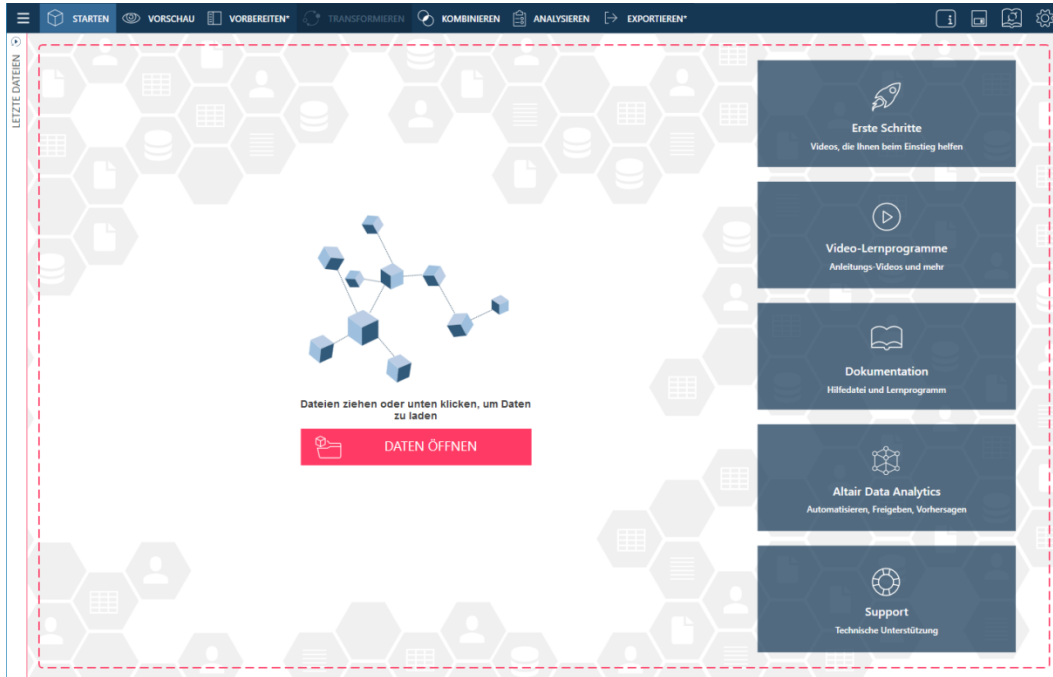 STARTEN
VORSCHAU
VORBEREITEN*
TRANSFORMIEREN
KOMBINIEREN
ANALYSIEREN
EXPORTIEREN*
LETZTE DATEIEN
Dateien ziehen oder unten klicken, um Daten
zu laden
DATEN ÖFFNEN
Erste Schritte
Videos, die Ihnen beim Einstieg helfen
Video-Lernprogramme
Anleitungs-Videos und mehr
Dokumentation
Hilfedatei und Lernprogramm
Altair Data Analytics
Automatisieren, Freigeben, Vorhersagen
Support
Technische Unterstützung